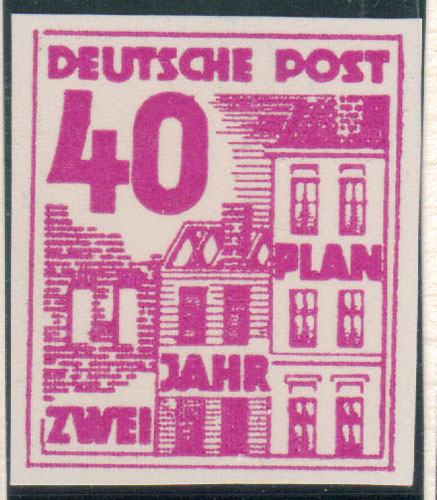 DEUTSCHE POST
40
PLAN
JAHR
ZWEI